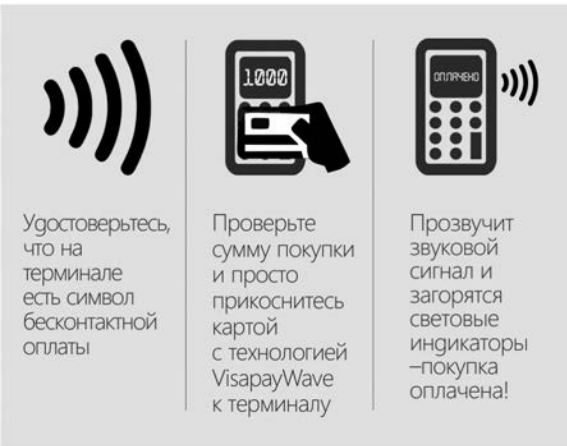 1000
ОПЛАЧЕНО
Удостоверьтесь,
что на
терминале
есть символ
бесконтактной
оплаты
Проверьте
сумму покупки
и просто
прикоснитесь
картой
с технологией
VisapayWave
к терминалу
Прозвучит
звуковой
сигнал и
загорятся
световые
индикаторы
–покупка
оплачена!